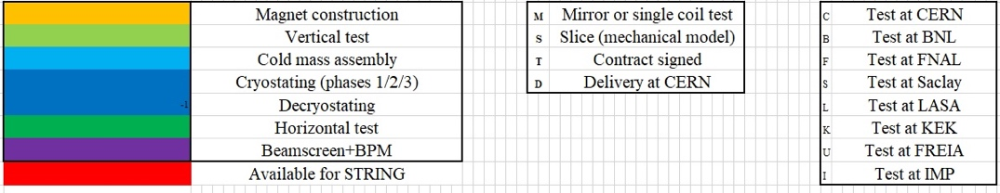 Magnet construction
Vertical test
Cold mass assembly
Cryostating (phases 1/2/3)
-1 Decryostating
Horizontal test
Beamscreen+BPM
Available for STRING
M Mirror or single coil test
S Slice (mechanical model)
T Contract signed
D Delivery at CERN
C Test at CERN
B Test at BNL
F Test at FNAL
S Test at Saclay
L Test at LASA
K Test at KEK
U Test at FREIA
I Test at IMP